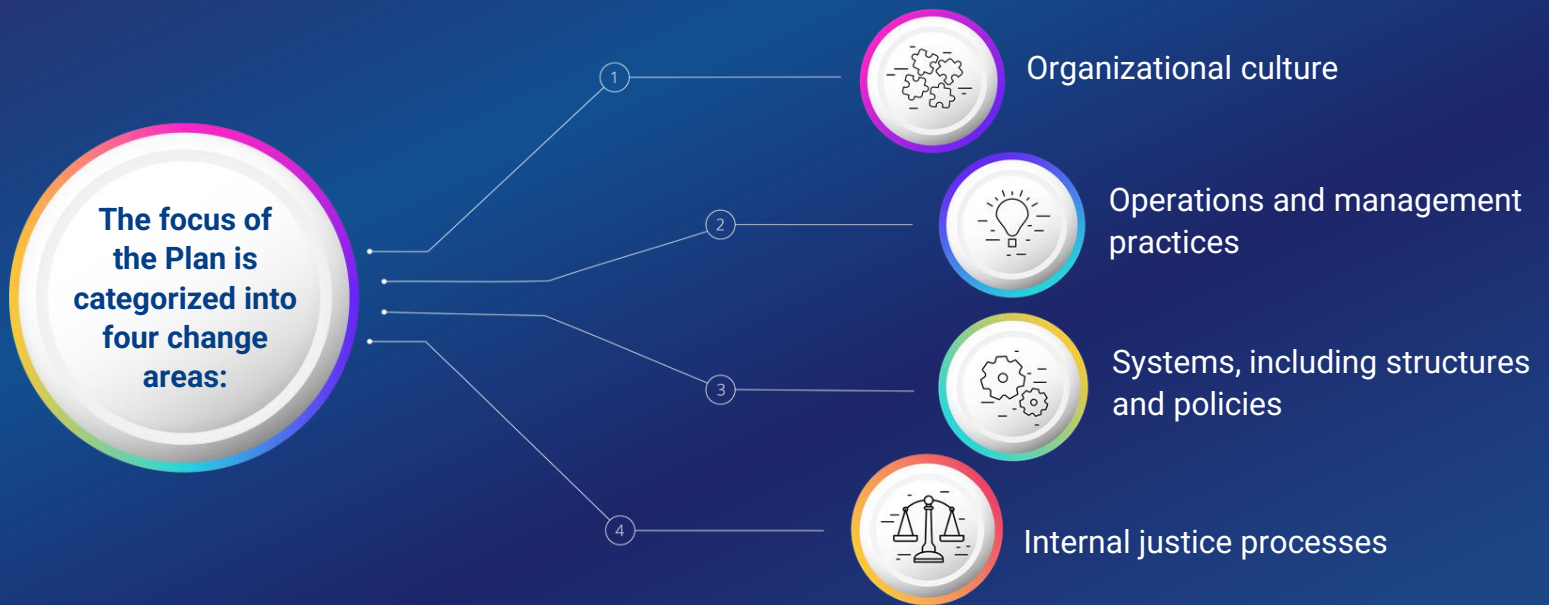 The focus of
the Plan is
categorized into
four change
areas:
1
Organizational culture
2
Operations and management
practices
3
Systems, including structures
and policies
4
Internal justice processes